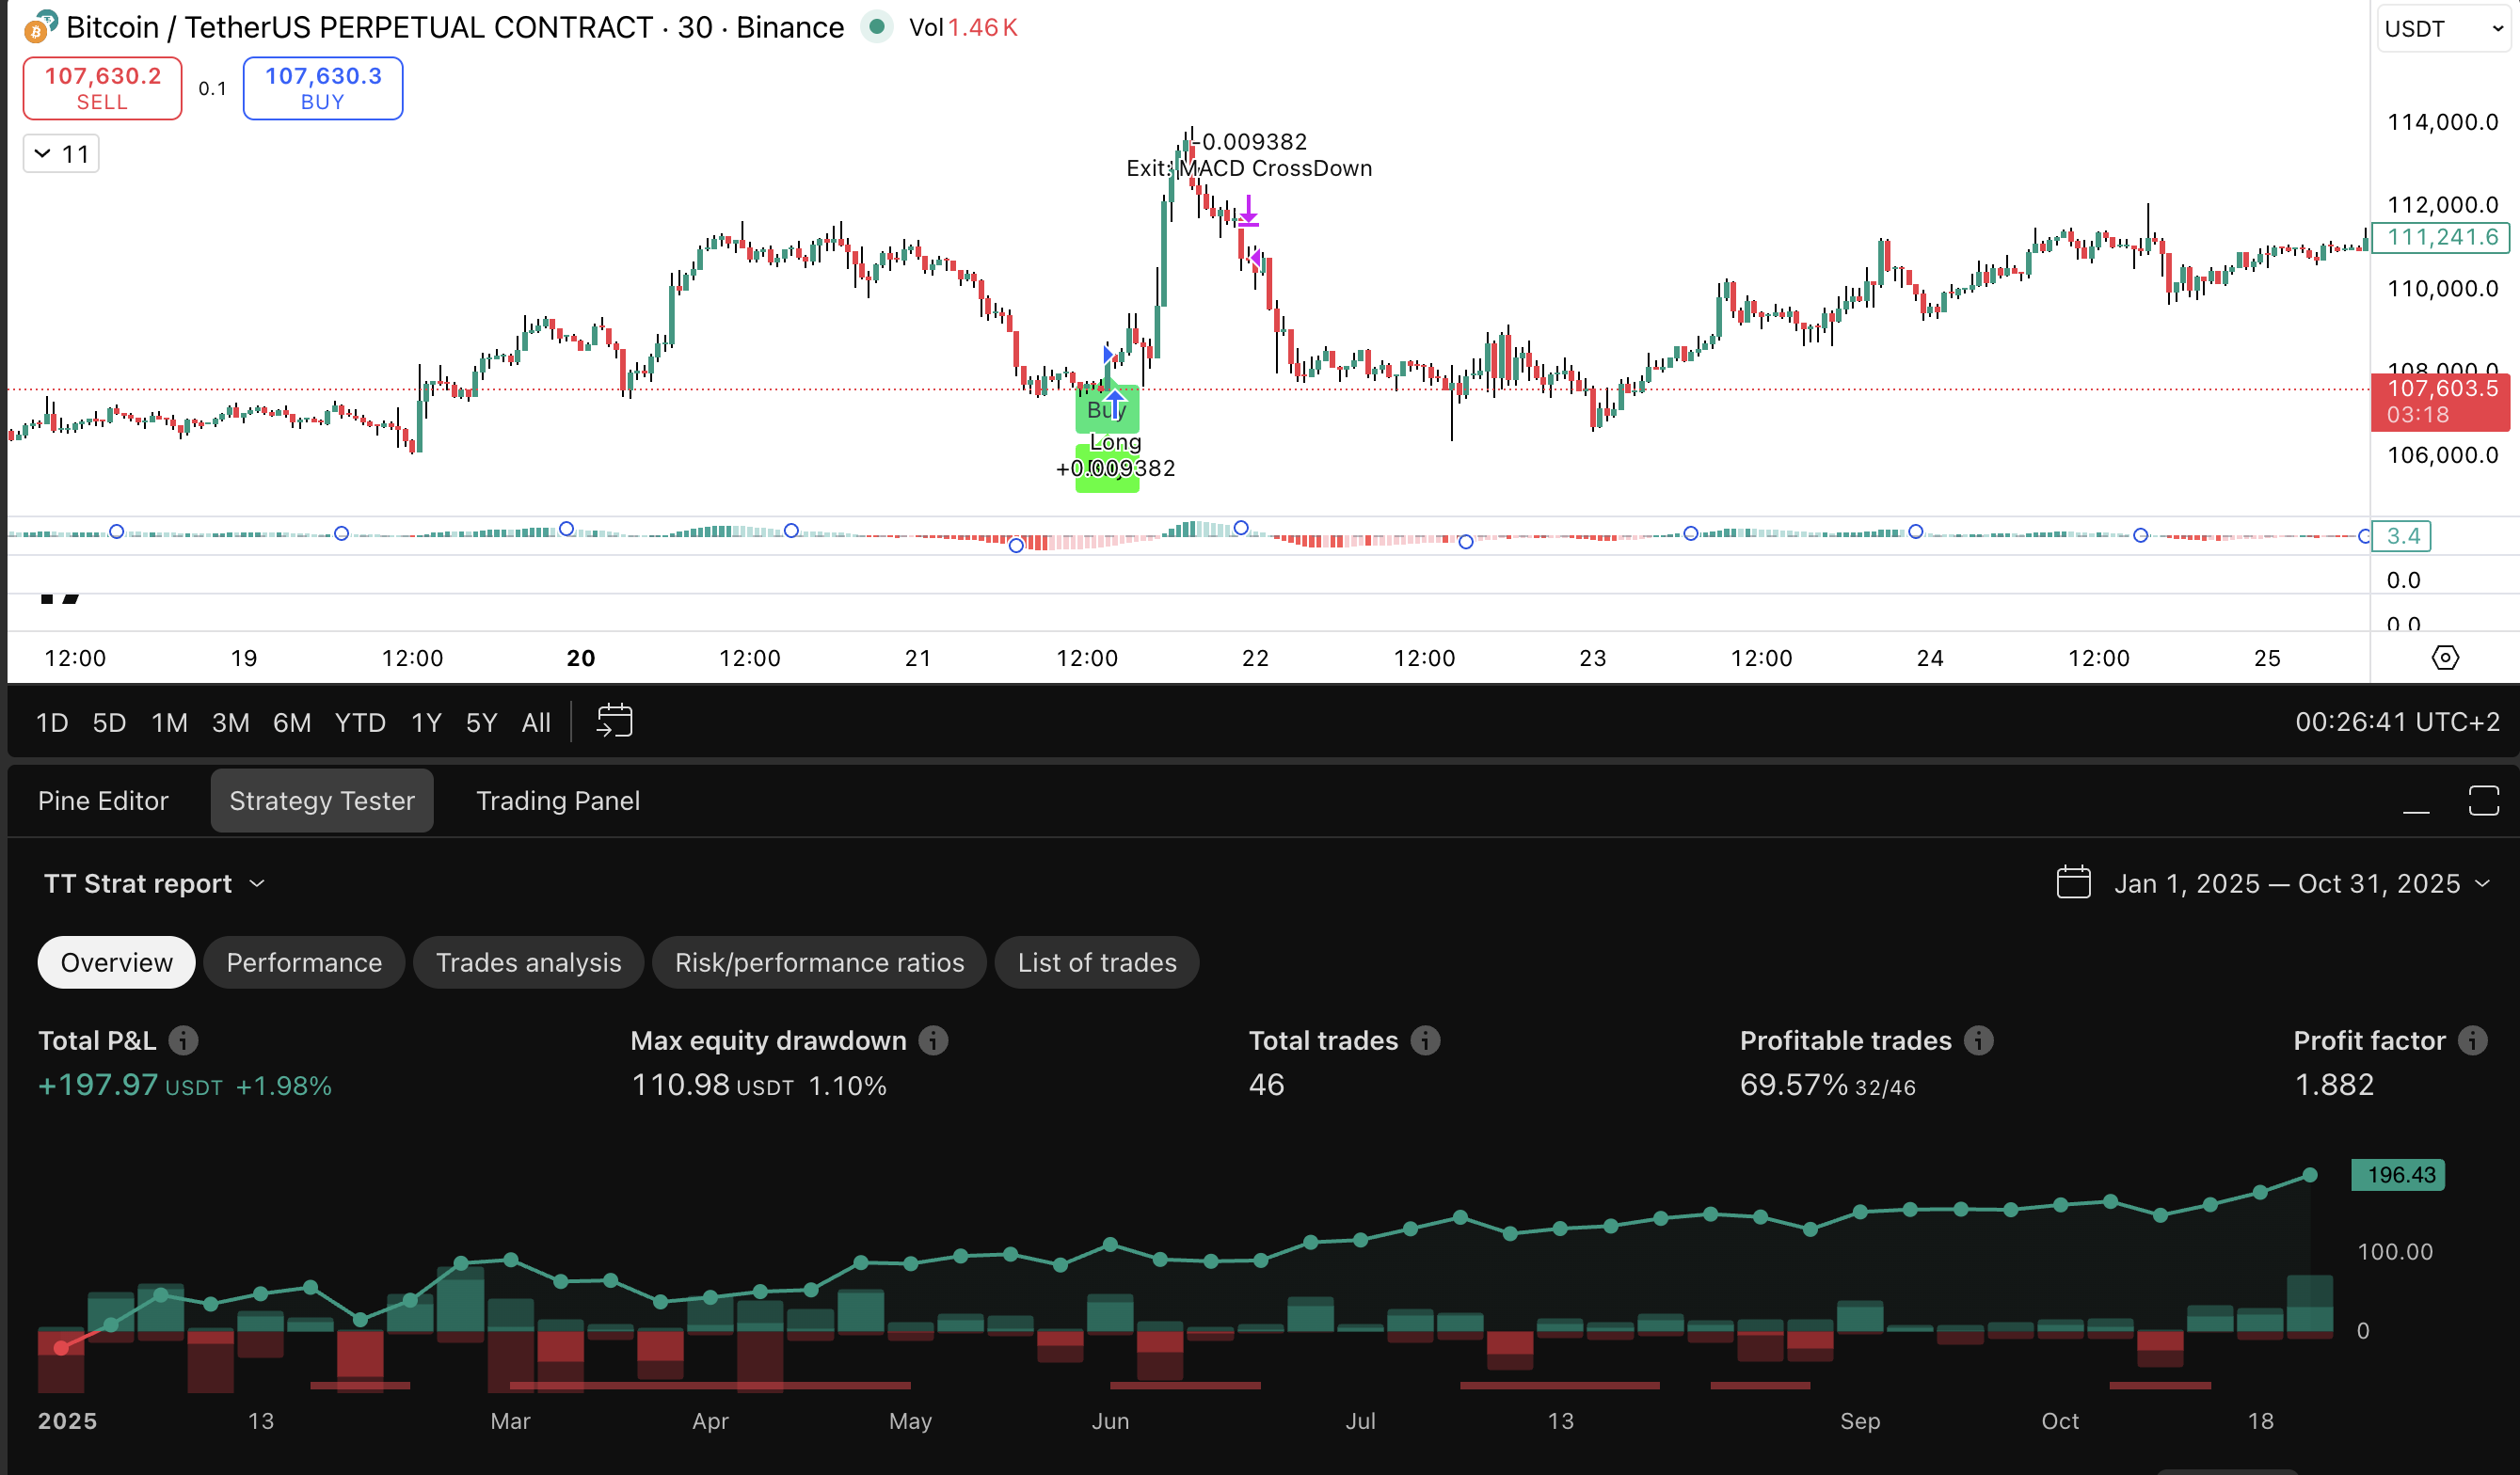 Bitcoin / TetherUS PERPETUAL CONTRACT · 30 · Binance Vol 1.46 K
USDT
107,630.2
SELL
0.1
107,630.3
BUY
11
-0.009382
Exit: MACD CrossDown
Buy
Long
+0.009382
114,000.0
112,000.0
111,241.6
110,000.0
108,000.0
107,603.5
03:18
106,000.0
3.4
0.0
0.0
12:00 19 12:00 20 12:00 21 12:00 22 12:00 23 12:00 24 12:00 25
1D 5D 1M 3M 6M YTD 1Y 5Y All 00:26:41 UTC+2
Pine Editor Strategy Tester Trading Panel
TT Strat report Jan 1, 2025 — Oct 31, 2025
Overview Performance Trades analysis Risk/performance ratios List of trades
Total P&L Max equity drawdown Total trades Profitable trades Profit factor
+197.97 USDT +1.98% 110.98 USDT 1.10% 46 69.57% 32/46 1.882
196.43
100.00
0
2025 13 Mar Apr May Jun Jul 13 Sep Oct 18